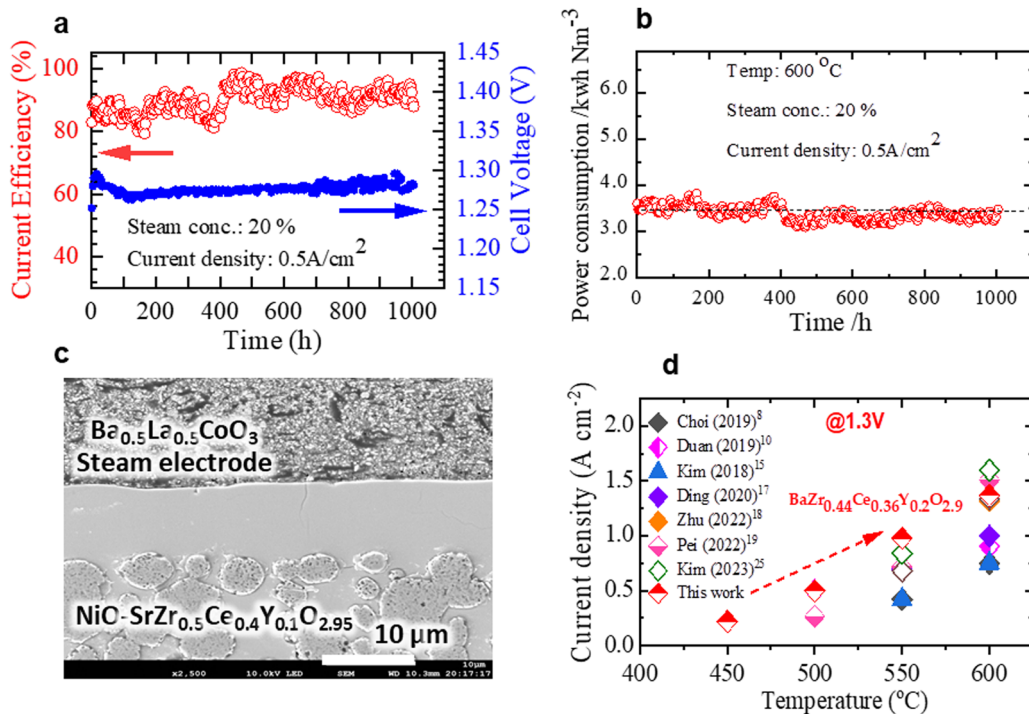 a
Current Efficiency (%)
100
80
60
40
1.45
1.40
1.35
1.30
1.25
1.20
1.15
Cell Voltage (V)
Steam conc.: 20 %
Current density: 0.5A/cm²
0 200 400 600 800 1000
Time (h)
b
Power consumption /kwh Nm⁻³
6.0
5.0
4.0
3.0
2.0
Temp: 600 °C
Steam conc.: 20 %
Current density: 0.5A/cm²
0 200 400 600 800 1000
Time /h
c
Ba₀.₅La₀.₅CoO₃
Steam electrode
NiO-SrZr₀.₅Ce₀.₄Y₀.₁O₂.₉₅
10 μm
10μm
x2,500 10.0kV LED SEM WD 10.3mm 20:17:17
d
Current density (A cm⁻²)
2.0
1.5
1.0
0.5
0.0
@1.3V
Choi (2019)⁸
Duan (2019)¹⁰
Kim (2018)¹⁵
Ding (2020)¹⁷
Zhu (2022)¹⁸
Pei (2022)¹⁹
Kim (2023)²⁵
This work
BaZr₀.₄₄Ce₀.₃₆Y₀.₂O₂.₉
400 450 500 550 600
Temperature (ºC)